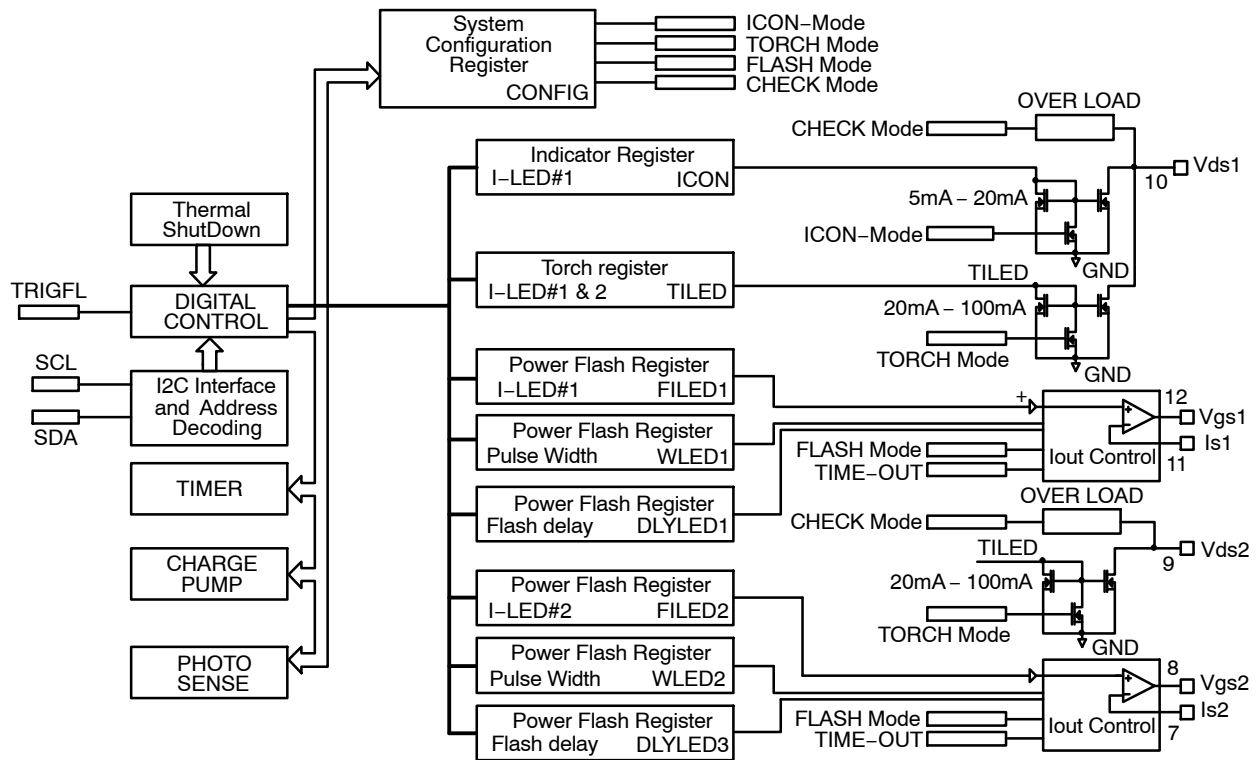 System
Configuration
Register
CONFIG
ICON−Mode
TORCH Mode
FLASH Mode
CHECK Mode
OVER LOAD
CHECK Mode
Indicator Register
I−LED#1 ICON
Vds1
10
5mA − 20mA
ICON−Mode
GND
Thermal
ShutDown
TRIGFL
DIGITAL
CONTROL
Torch register
I−LED#1 & 2 TILED
TILED
20mA − 100mA
TORCH Mode
GND
SCL
SDA
I2C Interface
and Address
Decoding
Power Flash Register
I−LED#1 FILED1
+
12
Vgs1
Is1
11
Iout Control
Power Flash Register
Pulse Width WLED1
FLASH Mode
TIME−OUT
TIMER
Power Flash Register
Flash delay DLYLED1
OVER LOAD
CHECK Mode
Vds2
9
TILED
20mA − 100mA
TORCH Mode
GND
CHARGE
PUMP
Power Flash Register
I−LED#2 FILED2
PHOTO
SENSE
Power Flash Register
Pulse Width WLED2
8
Vgs2
Is2
7
Iout Control
Power Flash Register
Flash delay DLYLED3
FLASH Mode
TIME−OUT